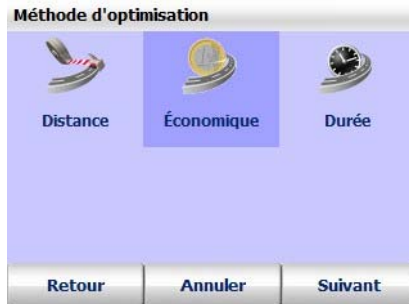 Méthode d'optimisation
Distance Économique Durée
Retour Annuler Suivant